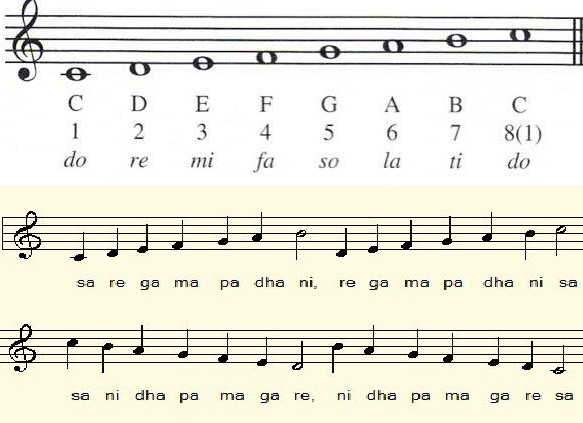 C D E F G A B C
1 2 3 4 5 6 7 8(1)
do re mi fa so la ti do
sa re ga ma pa dha ni, re ga ma pa dha ni sa
sa ni dha pa ma ga re, ni dha pa ma ga re sa